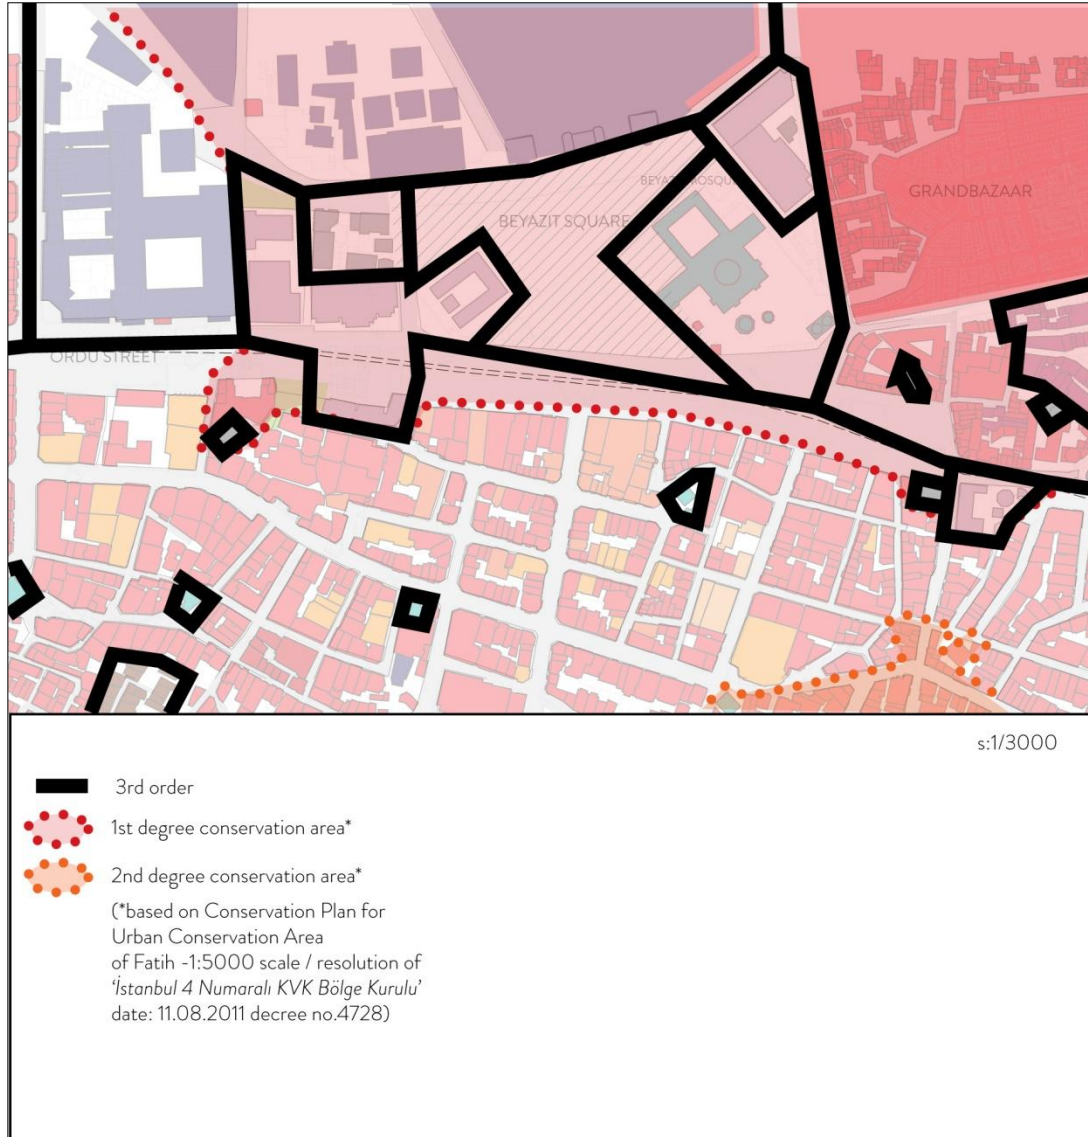 BEYAZIT MOSQUE
GRANDBAZAAR
BEYAZIT SQUARE
ORDU STREET
s:1/3000
3rd order
1st degree conservation area*
2nd degree conservation area*
(*based on Conservation Plan for
Urban Conservation Area
of Fatih -1:5000 scale / resolution of
‘İstanbul 4 Numaralı KVK Bölge Kurulu’
date: 11.08.2011 decree no.4728)